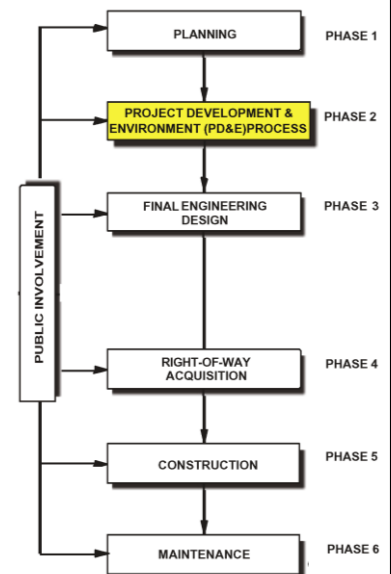 PLANNING
PHASE 1
PROJECT DEVELOPMENT &
ENVIRONMENT (PD&E)PROCESS
PHASE 2
PUBLIC INVOLVEMENT
FINAL ENGINEERING
DESIGN
PHASE 3
RIGHT-OF-WAY
ACQUISITION
PHASE 4
CONSTRUCTION
PHASE 5
MAINTENANCE
PHASE 6